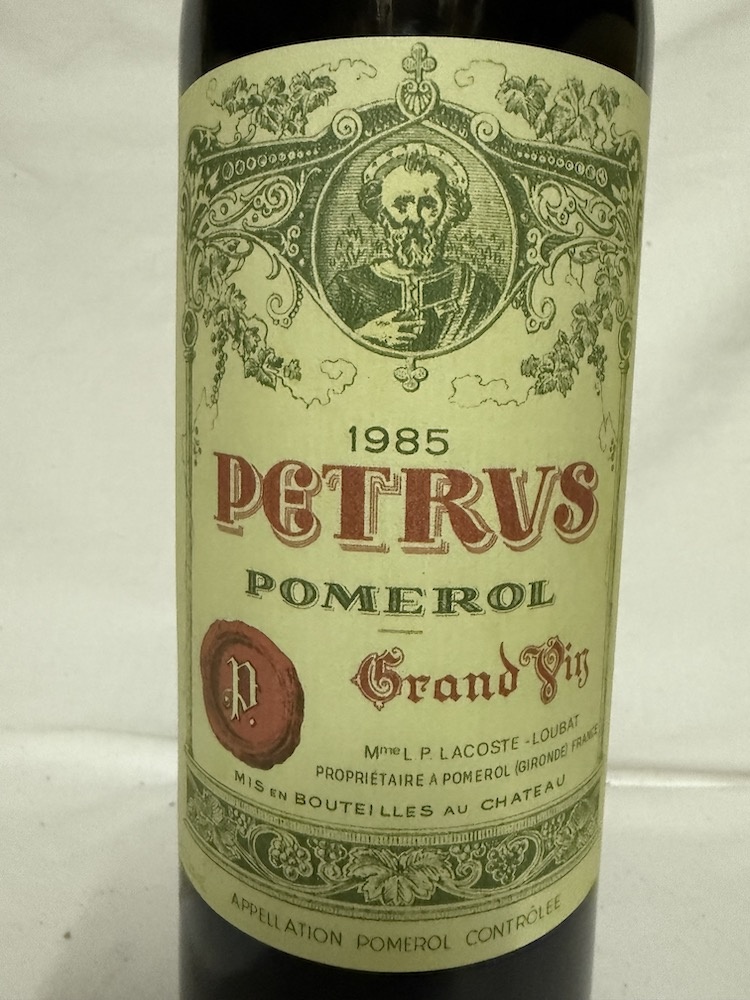 1985
PETRVS
POMEROL
Grand Vin
P.
Mme L. P. LACOSTE - LOUBAT
PROPRIÉTAIRE A POMEROL (GIRONDE) FRANCE
MIS EN BOUTEILLES AU CHATEAU
APPELLATION POMEROL CONTRÔLÉE